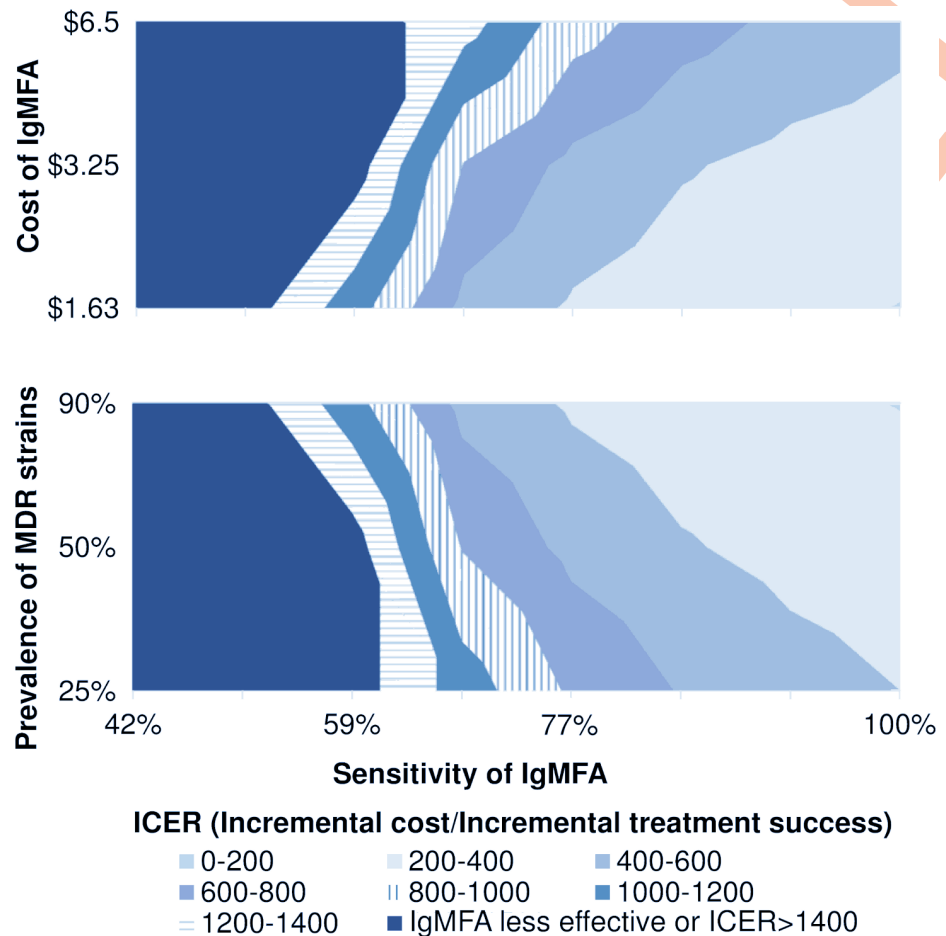 $6.5
Cost of IgMFA
$3.25
$1.63
90%
Prevalence of MDR strains
50%
25%
42% 59% 77% 100%
Sensitivity of IgMFA
ICER (Incremental cost/Incremental treatment success)
0-200 200-400 400-600
600-800 800-1000 1000-1200
1200-1400 IgMFA less effective or ICER>1400